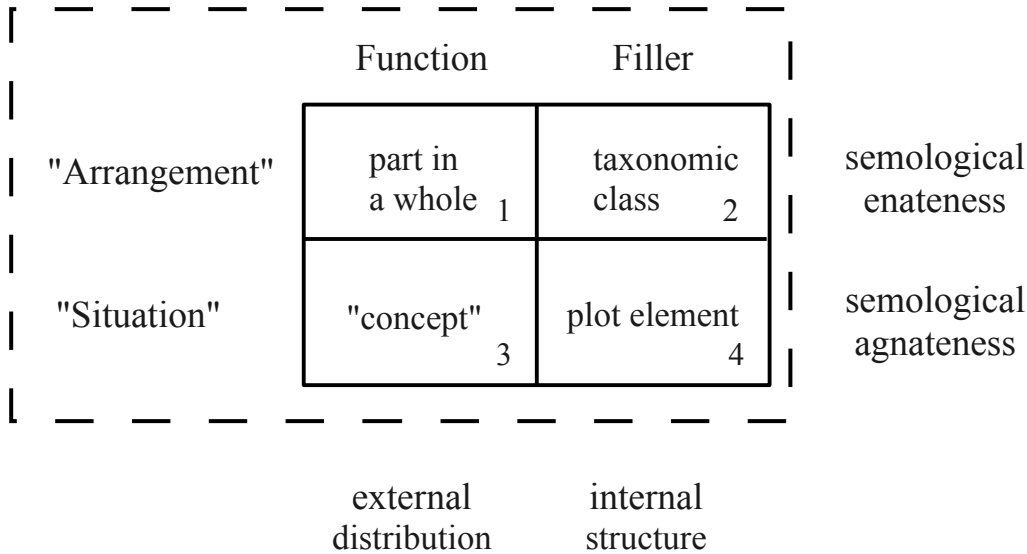 Function Filler
"Arrangement" part in a whole 1 taxonomic class 2 semological enateness
"Situation" "concept" 3 plot element 4 semological agnateness
external distribution internal structure